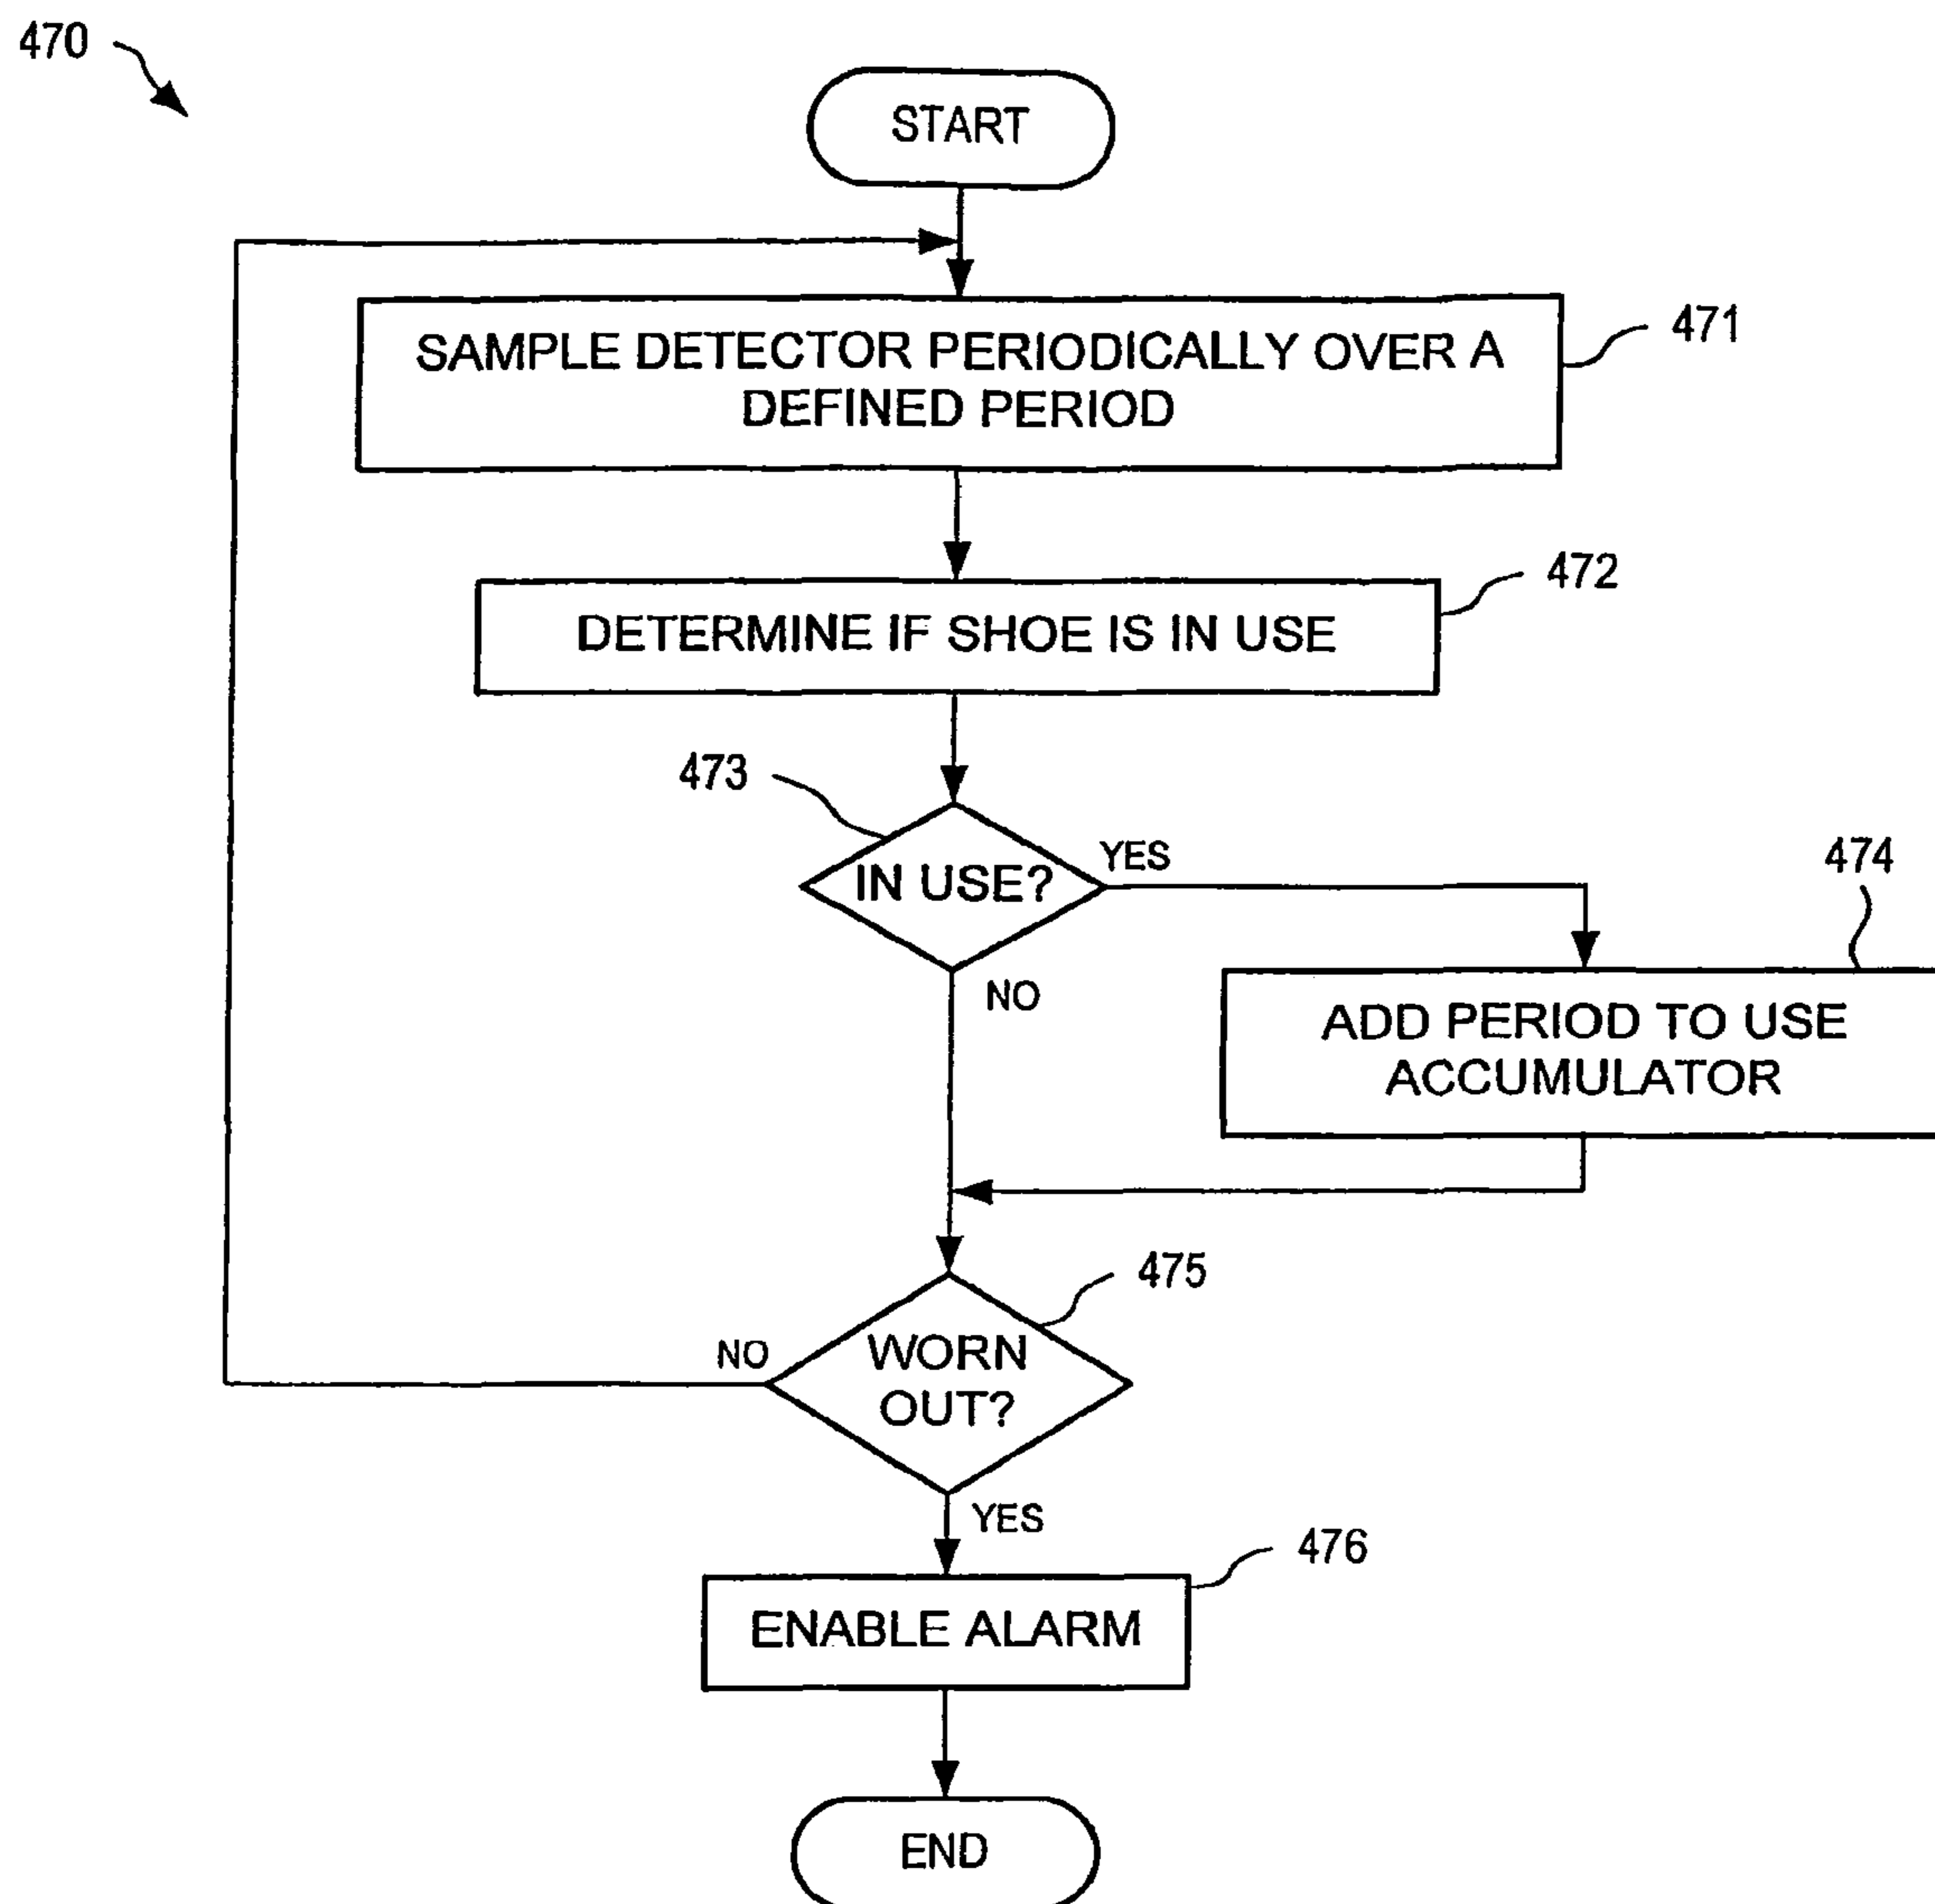 470
START
SAMPLE DETECTOR PERIODICALLY OVER A
DEFINED PERIOD
471
DETERMINE IF SHOE IS IN USE
472
473
IN USE?
YES
NO
474
ADD PERIOD TO USE
ACCUMULATOR
475
WORN
OUT?
NO
YES
476
ENABLE ALARM
END